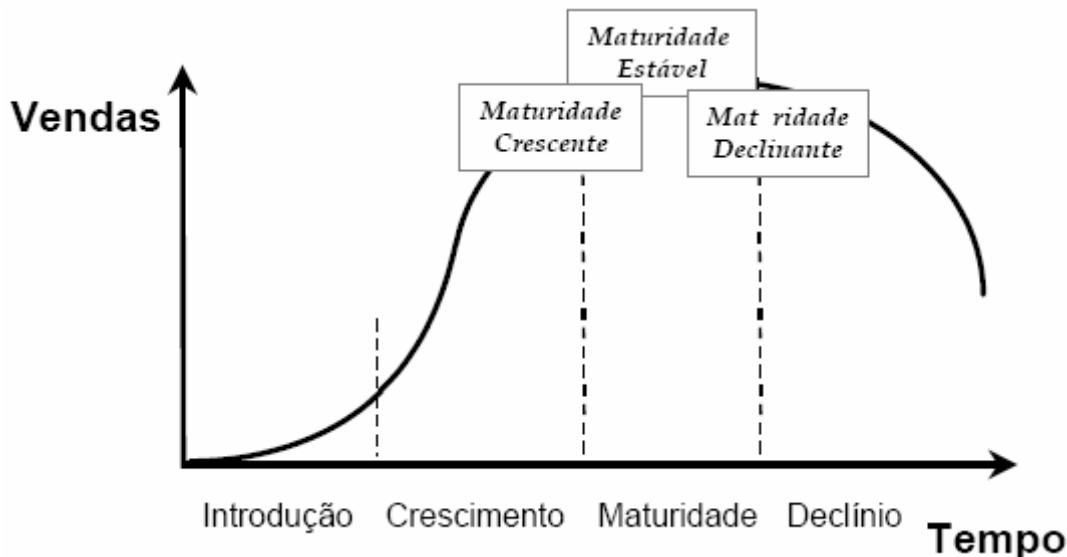 Maturidade
Estável
Vendas
Maturidade
Crescente
Mat ridade
Declinante
Introdução Crescimento Maturidade Declínio
Tempo